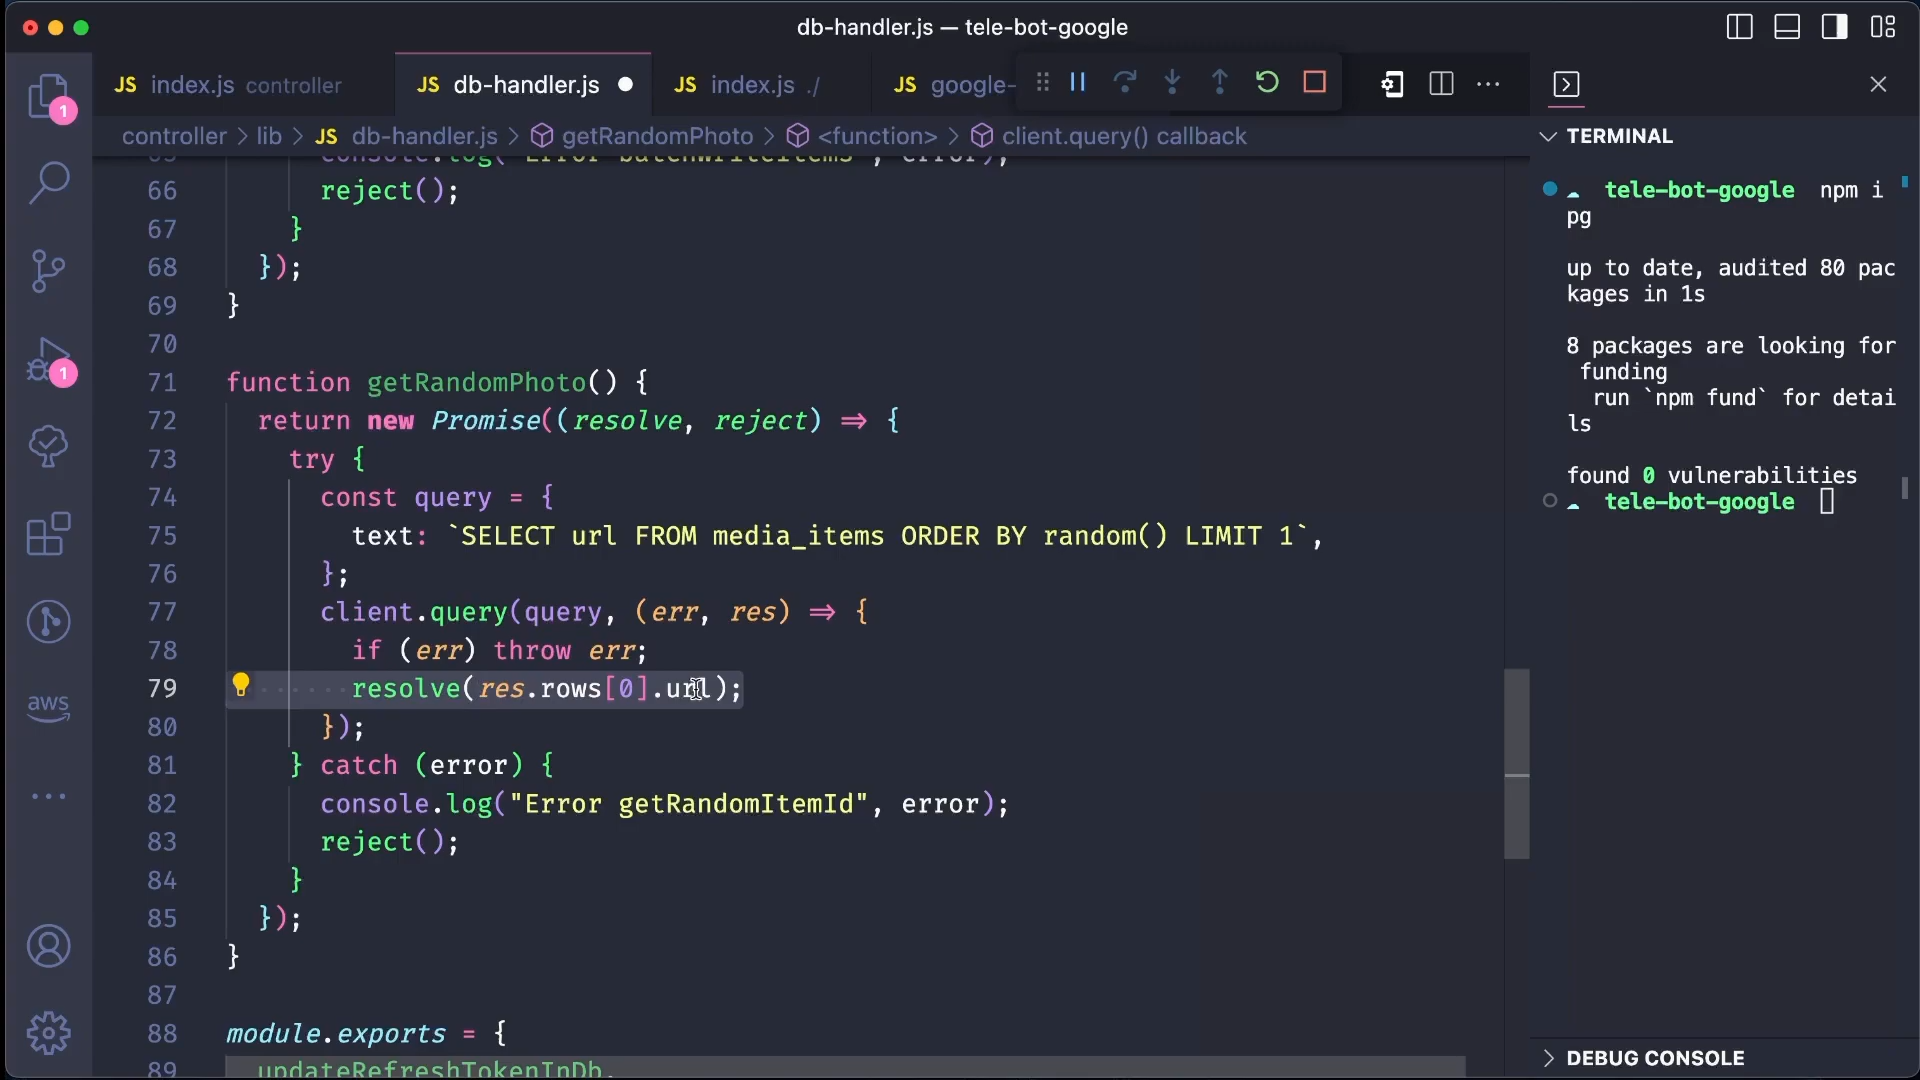 db-handler.js — tele-bot-google
JS index.js controller
JS db-handler.js
JS index.js ./
JS google-
controller > lib > JS db-handler.js > getRandomPhoto > <function> > client.query() callback
66 reject();
67 }
68 });
69 }
70
71 function getRandomPhoto() {
72 return new Promise((resolve, reject) => {
73 try {
74 const query = {
75 text: `SELECT url FROM media_items ORDER BY random() LIMIT 1`,
76 };
77 client.query(query, (err, res) => {
78 if (err) throw err;
79 resolve(res.rows[0].url);
80 });
81 } catch (error) {
82 console.log("Error getRandomItemId", error);
83 reject();
84 }
85 });
86 }
87
88 module.exports = {
89 updateRefreshTokenInDb,
1
1
aws
TERMINAL
tele-bot-google npm i
pg
up to date, audited 80 pac
kages in 1s
8 packages are looking for
funding
run `npm fund` for detai
ls
found 0 vulnerabilities
tele-bot-google
DEBUG CONSOLE